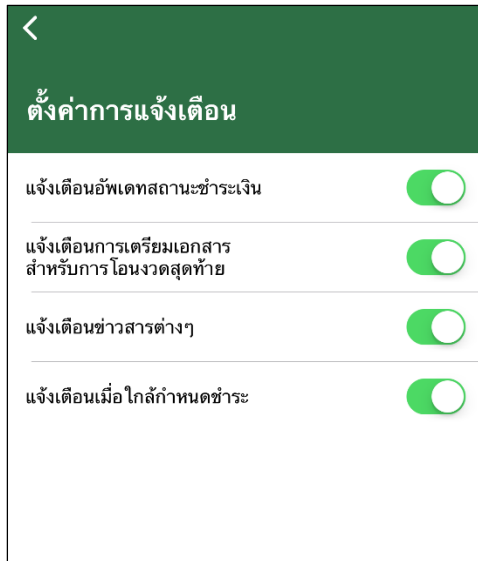 ตั้งค่าการแจ้งเตือน
แจ้งเตือนอัพเดทสถานะชำระเงิน
แจ้งเตือนการเตรียมเอกสาร
สำหรับการโอนงวดสุดท้าย
แจ้งเตือนข่าวสารต่างๆ
แจ้งเตือนเมื่อใกล้กำหนดชำระ